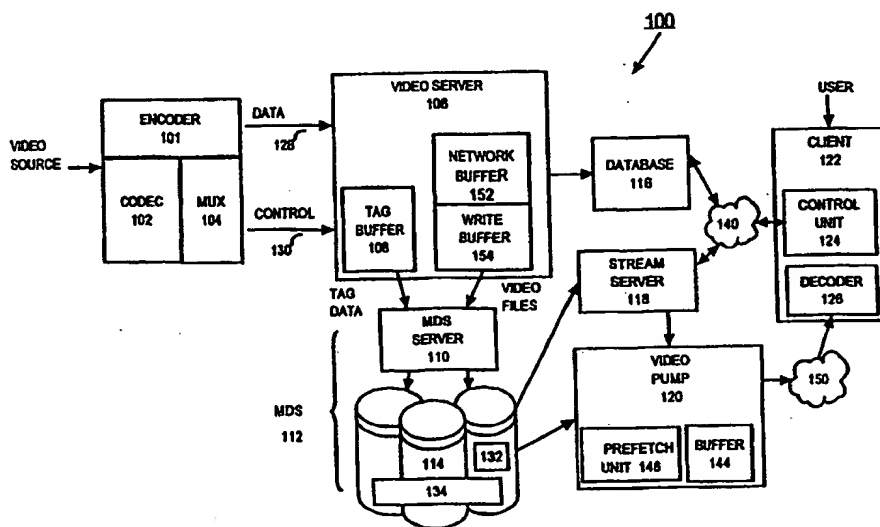 100
VIDEO SOURCE
ENCODER
101
CODEC
102
MUX
104
DATA
128
CONTROL
130
VIDEO SERVER
106
TAG
BUFFER
108
NETWORK
BUFFER
152
WRITE
BUFFER
154
TAG
DATA
VIDEO
FILES
MDS
SERVER
110
MDS
112
114
132
134
DATABASE
116
STREAM
SERVER
118
140
USER
CLIENT
122
CONTROL
UNIT
124
DECODER
126
VIDEO
PUMP
120
PREFETCH
UNIT 146
BUFFER
144
150